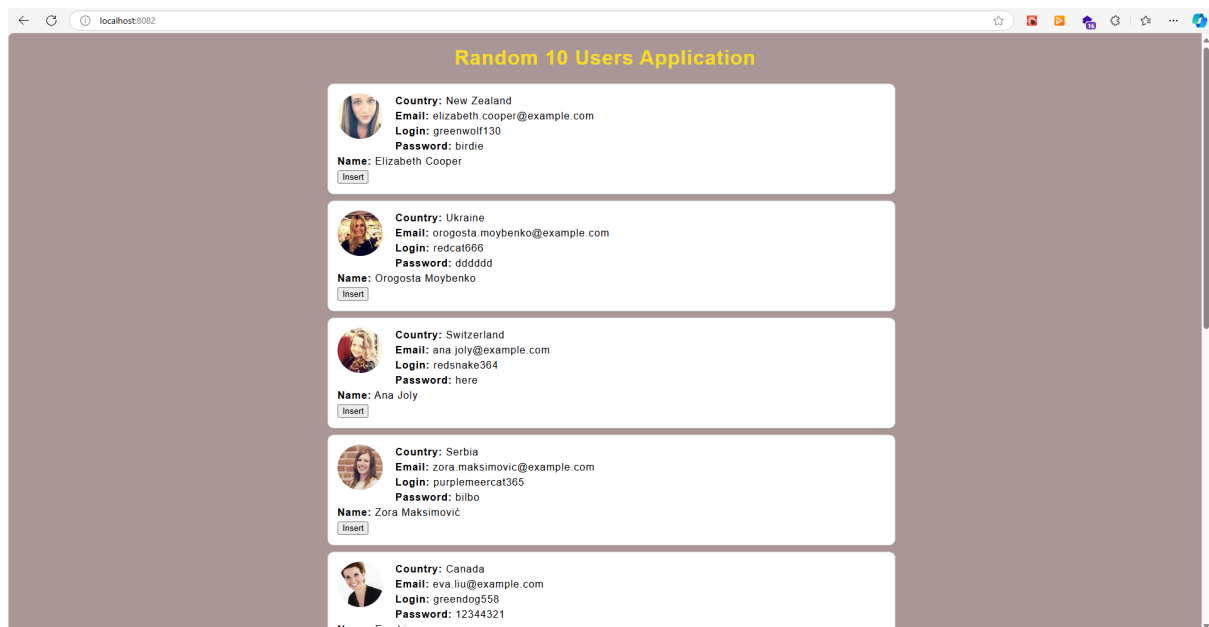 localhost:8082
16
Random 10 Users Application
Country: New Zealand
Email: elizabeth.cooper@example.com
Login: greenwolf130
Password: birdie
Name: Elizabeth Cooper
Insert
Country: Ukraine
Email: orogosta.moybenko@example.com
Login: redcat666
Password: dddddd
Name: Orogosta Moybenko
Insert
Country: Switzerland
Email: ana.joly@example.com
Login: redsnake364
Password: here
Name: Ana Joly
Insert
Country: Serbia
Email: zora.maksimovic@example.com
Login: purplemeercat365
Password: bilbo
Name: Zora Maksimović
Insert
Country: Canada
Email: eva.liu@example.com
Login: greendog558
Password: 12344321